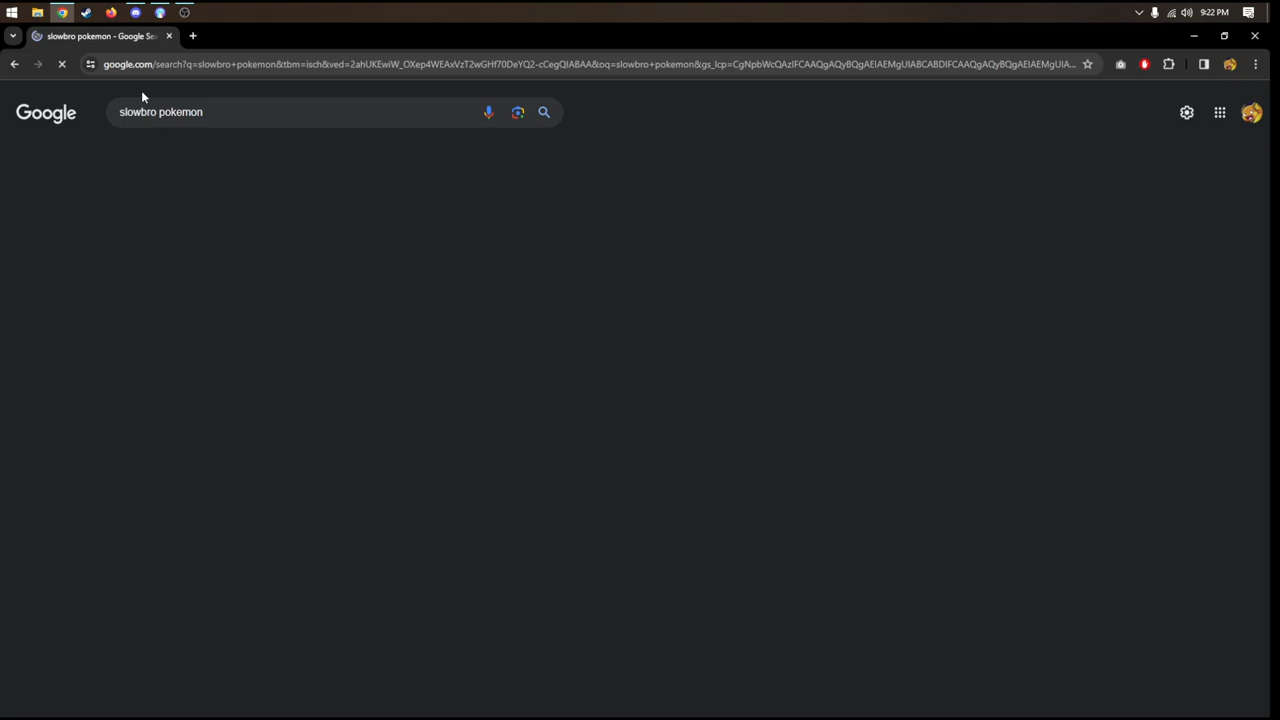 9:22 PM
slowbro pokemon - Google Se
google.com/search?q=slowbro+pokemon&tbm=isch&ved=2ahUKEwiW_OXep4WEAxVzT2wGHf70DeYQ2-cCegQIABAA&oq=slowbro+pokemon&gs_lcp=CgNpbWcQAzIFCAAQgAQyBQgAEIAEMgUIABCABDIFCAAQgAQyBQgAEIAEMgUIA...
Google
slowbro pokemon